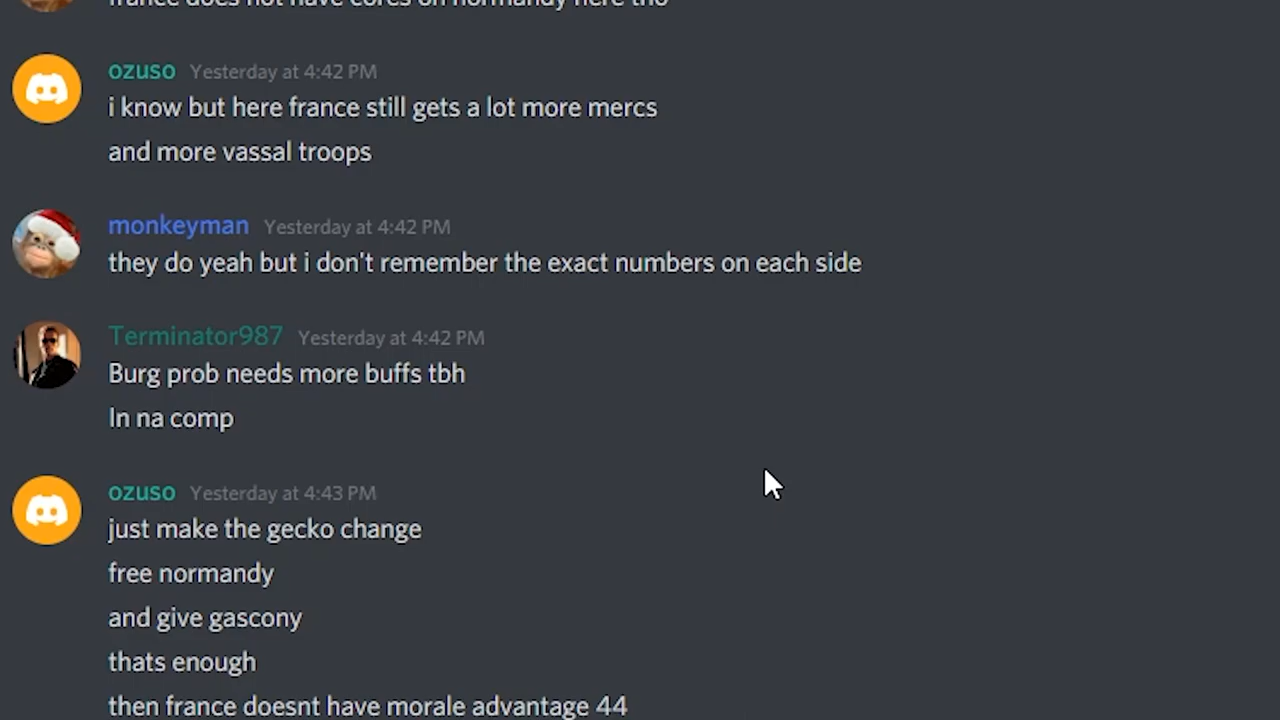 france does not have cores on normandy here tho
ozuso Yesterday at 4:42 PM
i know but here france still gets a lot more mercs
and more vassal troops
monkeyman Yesterday at 4:42 PM
they do yeah but i don't remember the exact numbers on each side
Terminator987 Yesterday at 4:42 PM
Burg prob needs more buffs tbh
In na comp
ozuso Yesterday at 4:43 PM
just make the gecko change
free normandy
and give gascony
thats enough
then france doesnt have morale advantage 44